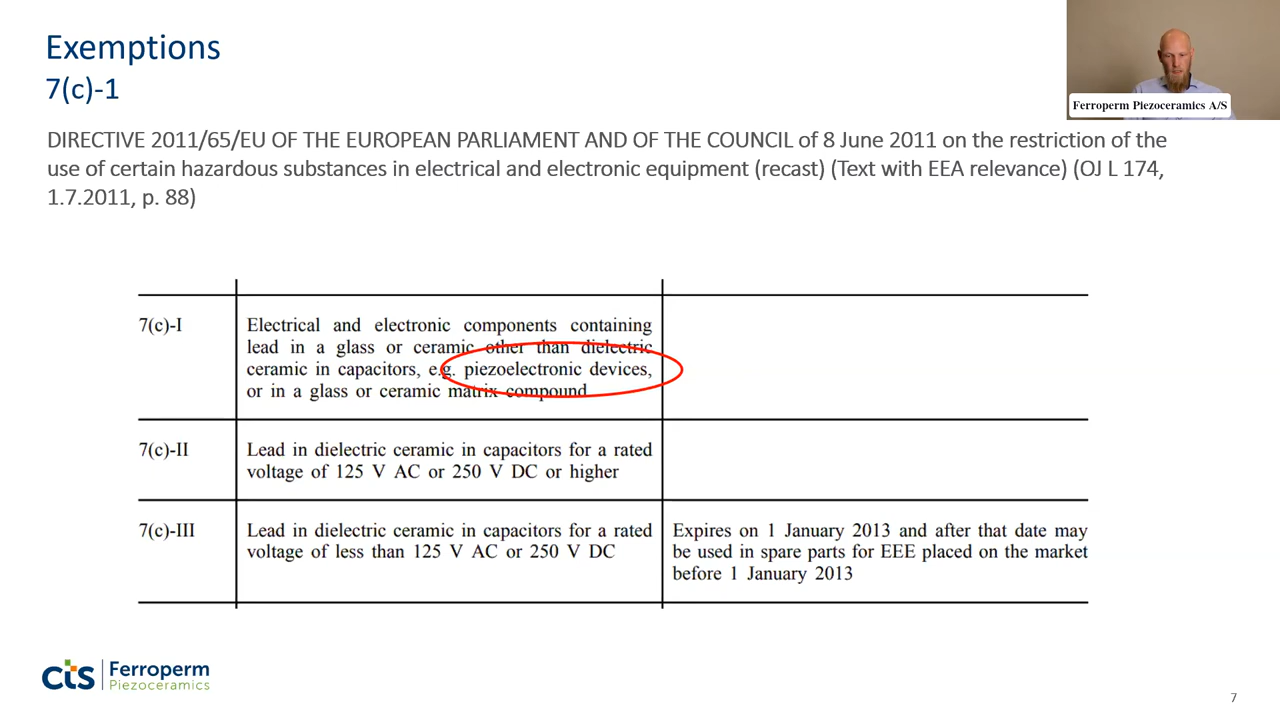 Exemptions
7(c)-1
Ferroperm Piezoceramics A/S
DIRECTIVE 2011/65/EU OF THE EUROPEAN PARLIAMENT AND OF THE COUNCIL of 8 June 2011 on the restriction of the
use of certain hazardous substances in electrical and electronic equipment (recast) (Text with EEA relevance) (OJ L 174,
1.7.2011, p. 88)
7(c)-I
Electrical and electronic components containing
lead in a glass or ceramic other than dielectric
ceramic in capacitors, e.g. piezoelectronic devices,
or in a glass or ceramic matrix compound
7(c)-II
Lead in dielectric ceramic in capacitors for a rated
voltage of 125 V AC or 250 V DC or higher
7(c)-III
Lead in dielectric ceramic in capacitors for a rated
voltage of less than 125 V AC or 250 V DC
Expires on 1 January 2013 and after that date may
be used in spare parts for EEE placed on the market
before 1 January 2013
CTS
Ferroperm
Piezoceramics
7